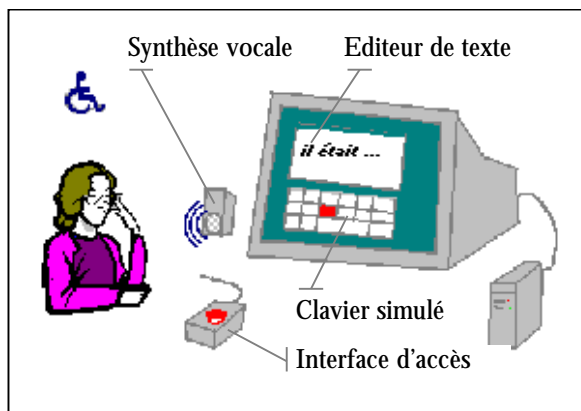 Synthèse vocale
Editeur de texte
il était ...
Clavier simulé
Interface d'accès